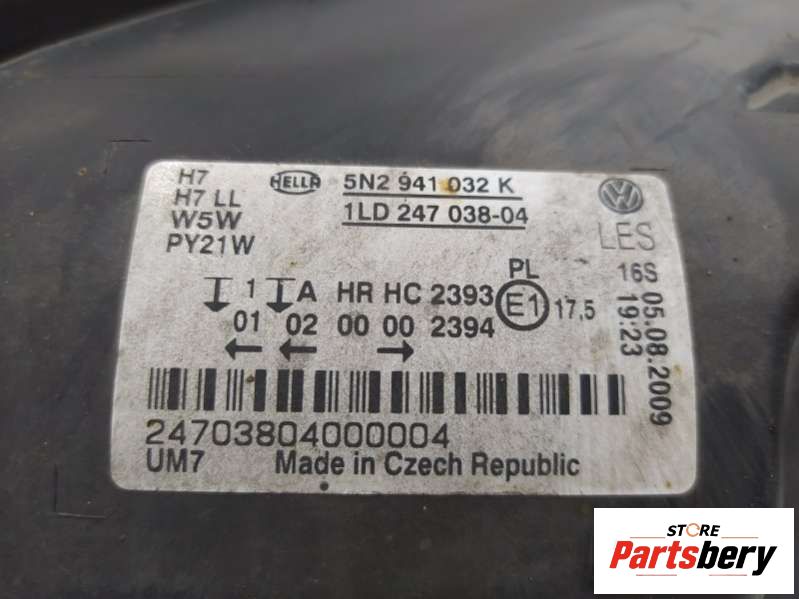 H7
H7 LL
W5W
PY21W
HELLA
5N2 941 032 K
1LD 247 038-04
VW
LES
16S
05.08.2009
19:23
1 A HR HC 2393 PL
01 02 00 00 2394 E1 17,5
24703804000004
UM7 Made in Czech Republic
STORE
Partsbery